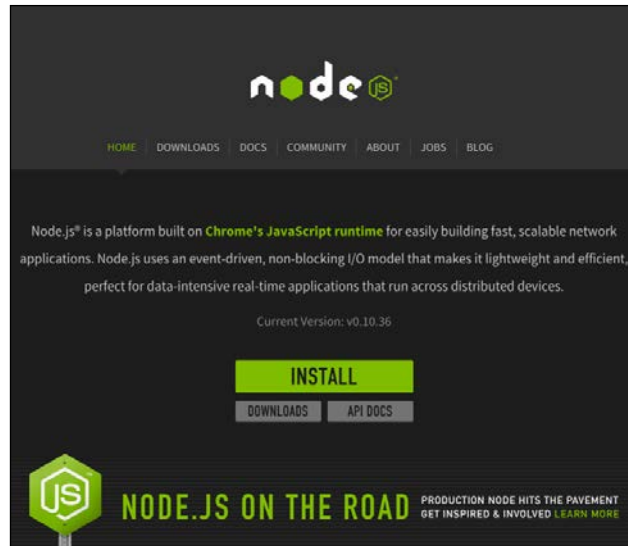 node JS
HOME DOWNLOADS DOCS COMMUNITY ABOUT JOBS BLOG
Node.js® is a platform built on Chrome's JavaScript runtime for easily building fast, scalable network
applications. Node.js uses an event-driven, non-blocking I/O model that makes it lightweight and efficient,
perfect for data-intensive real-time applications that run across distributed devices.
Current Version: v0.10.36
INSTALL
DOWNLOADS API DOCS
JS
NODE.JS ON THE ROAD
PRODUCTION NODE HITS THE PAVEMENT
GET INSPIRED & INVOLVED LEARN MORE